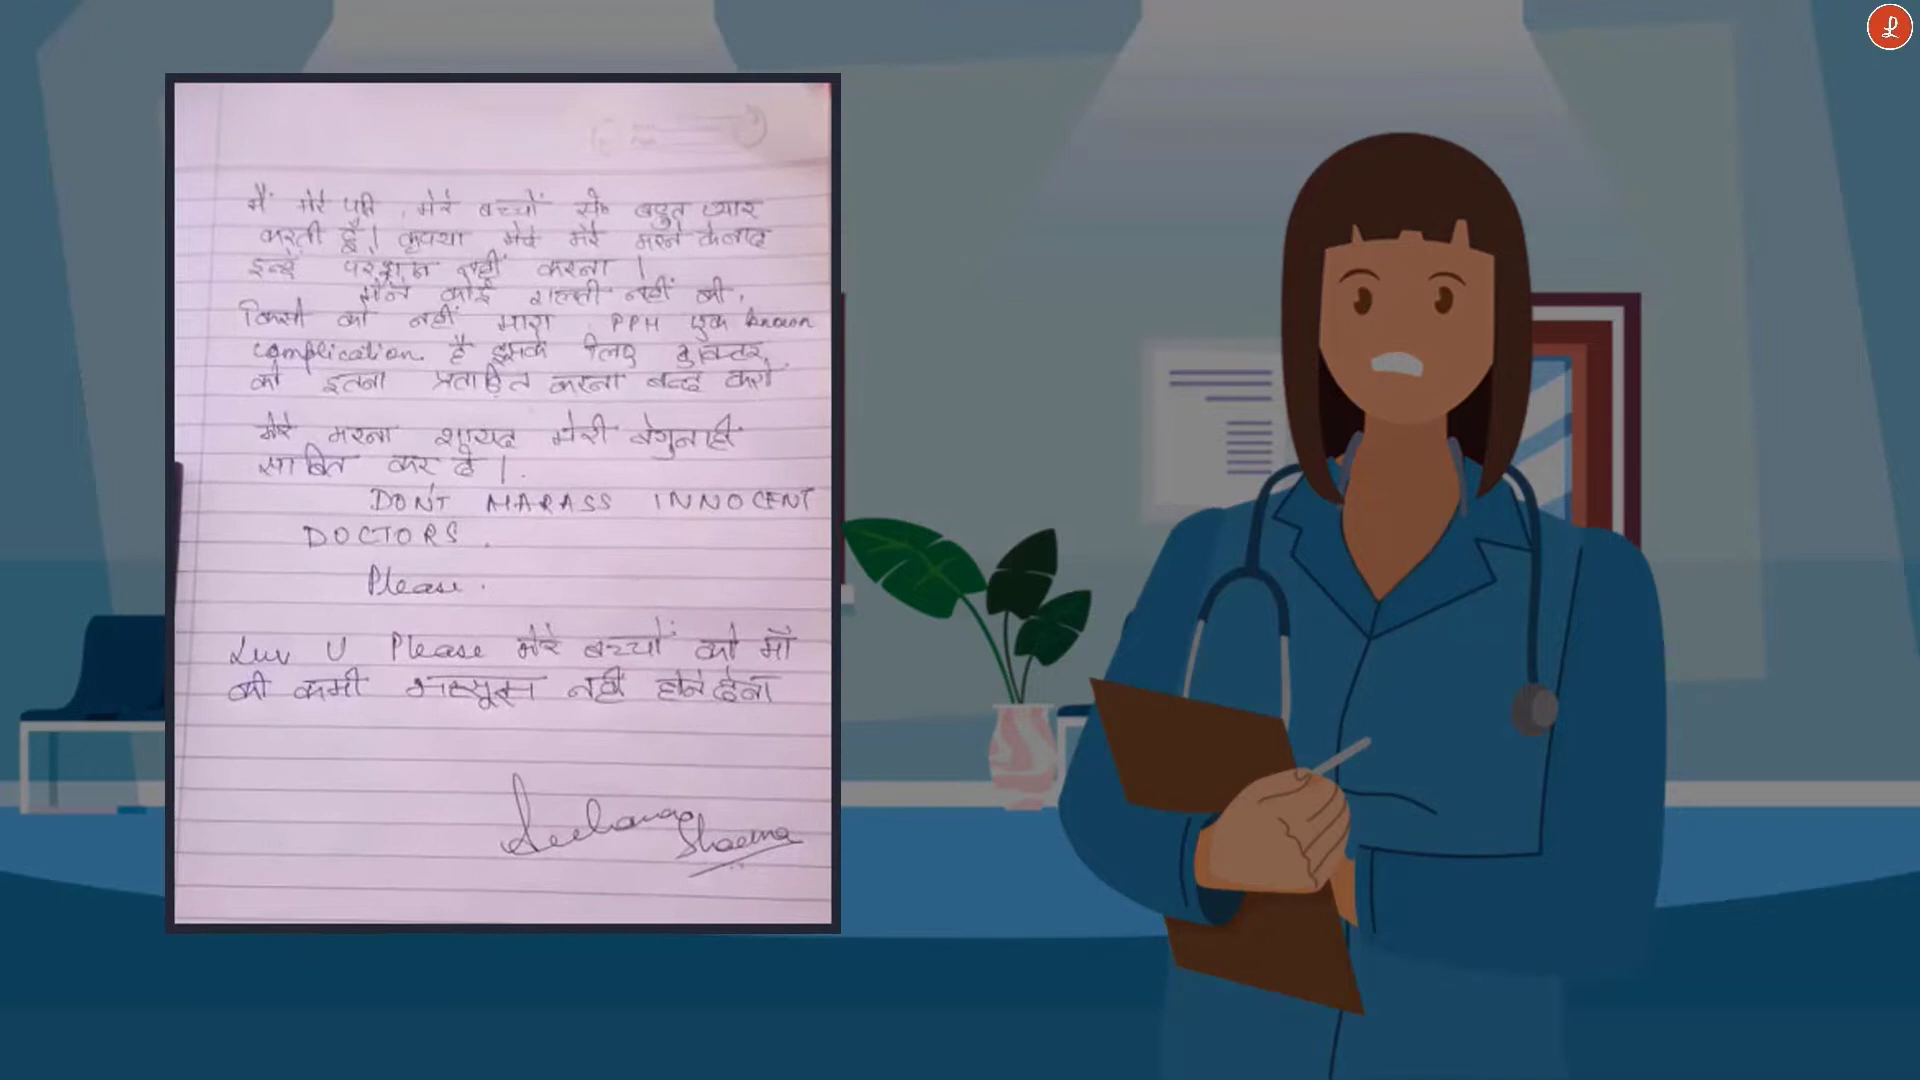 मैं मेरे पति, मेरे बच्चों से बहुत प्यार
करती हूँ। कृपया मेरे मेरे मरने के बाद
इन्हें परेशान नहीं करना।
मैंने कोई गलती नहीं की,
किसी को नहीं मारा PPH एक known
complication है इसके लिए डॉक्टर
को इतना प्रताड़ित करना बन्द करो
मेरे मरना शायद मेरी बेगुनाही
साबित कर दे।
DON'T HARASS INNOCENT
DOCTORS.
Please.
Luv U Please मेरे बच्चों को माँ
की कमी महसूस नहीं होने देना
Sharma